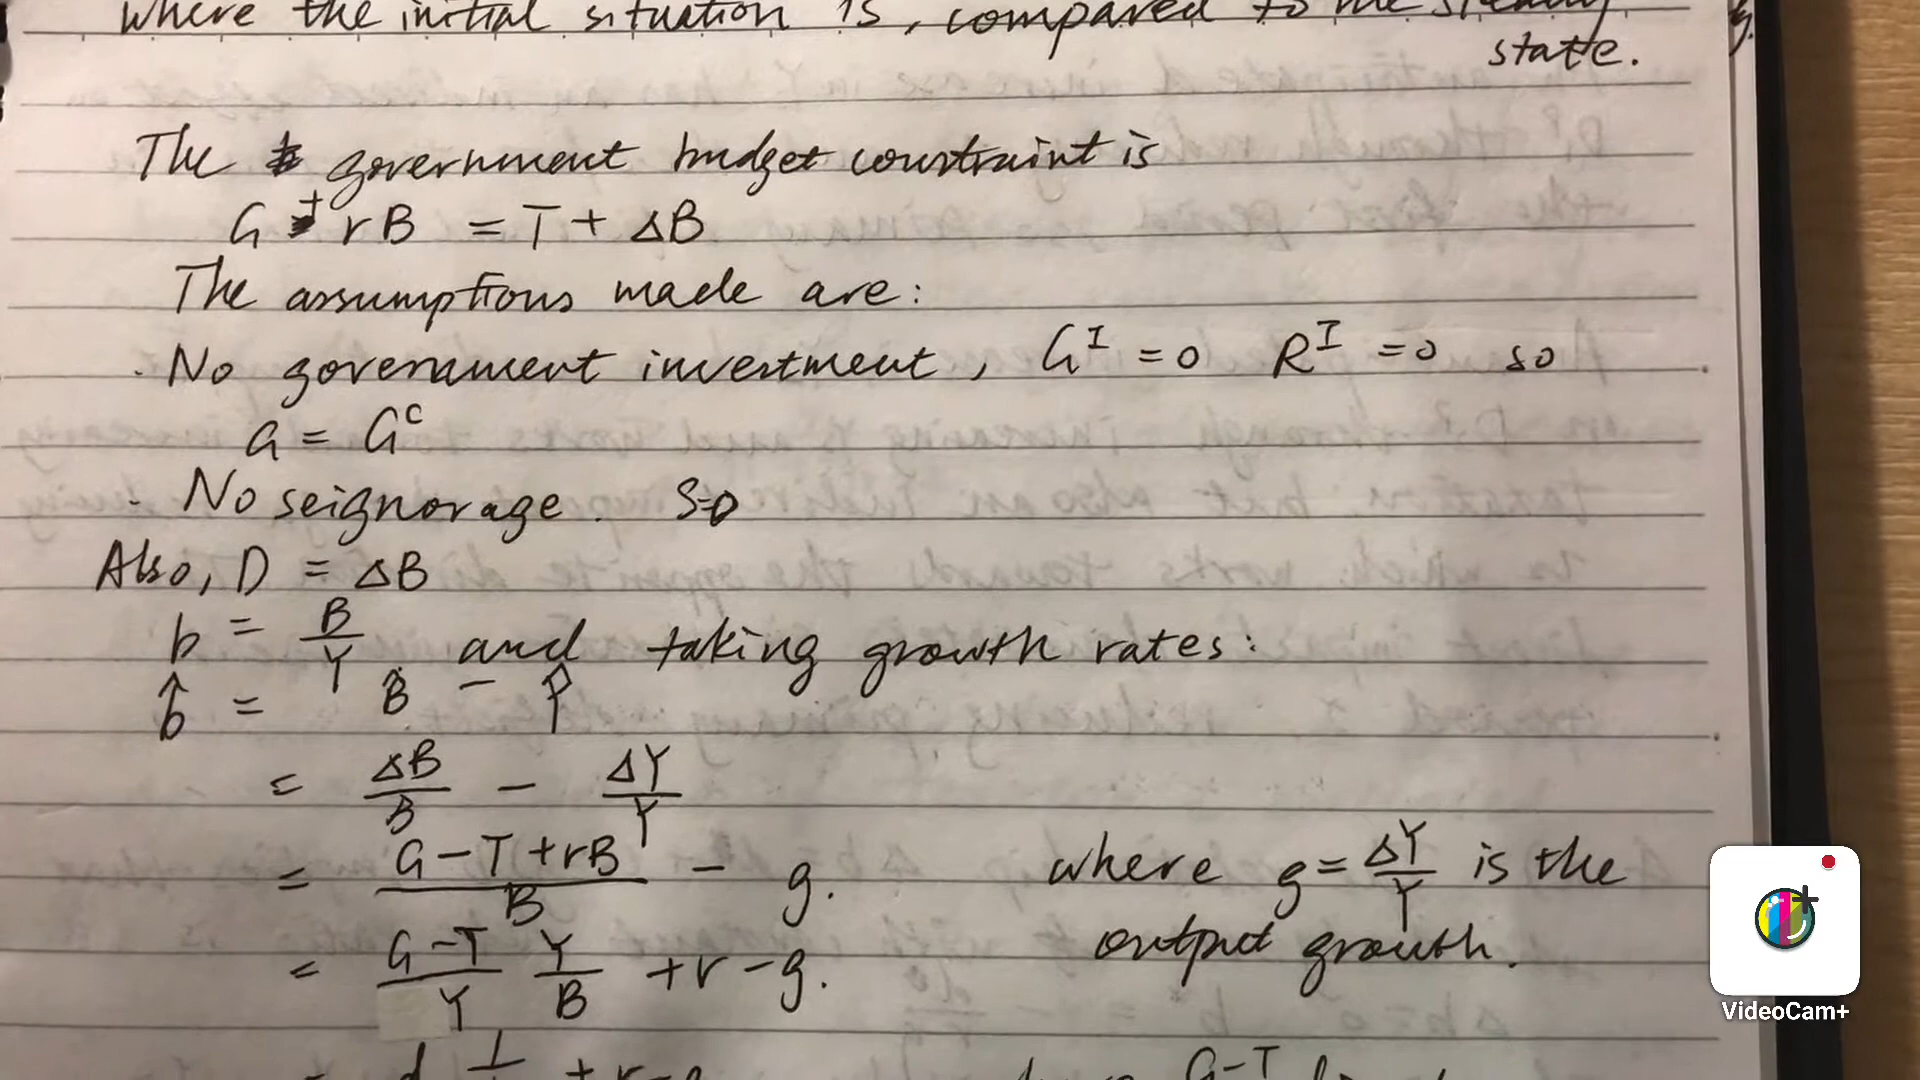 where the initial situation is, compared to the steady
state.
The government budget constraint is
G + rB = T + ΔB
The assumptions made are:
. No government investment, G^I = 0 R^I = 0 so
G = G^c
. No seignorage. S=0
Also, D = ΔB
b = B/Y and taking growth rates:
b̂ = B̂ - Ŷ
= ΔB/B - ΔY/Y
= (G-T+rB)/B - g. where g = ΔY/Y is the
output growth.
= (G-T)/Y Y/B + r - g.
G-T
VideoCam+